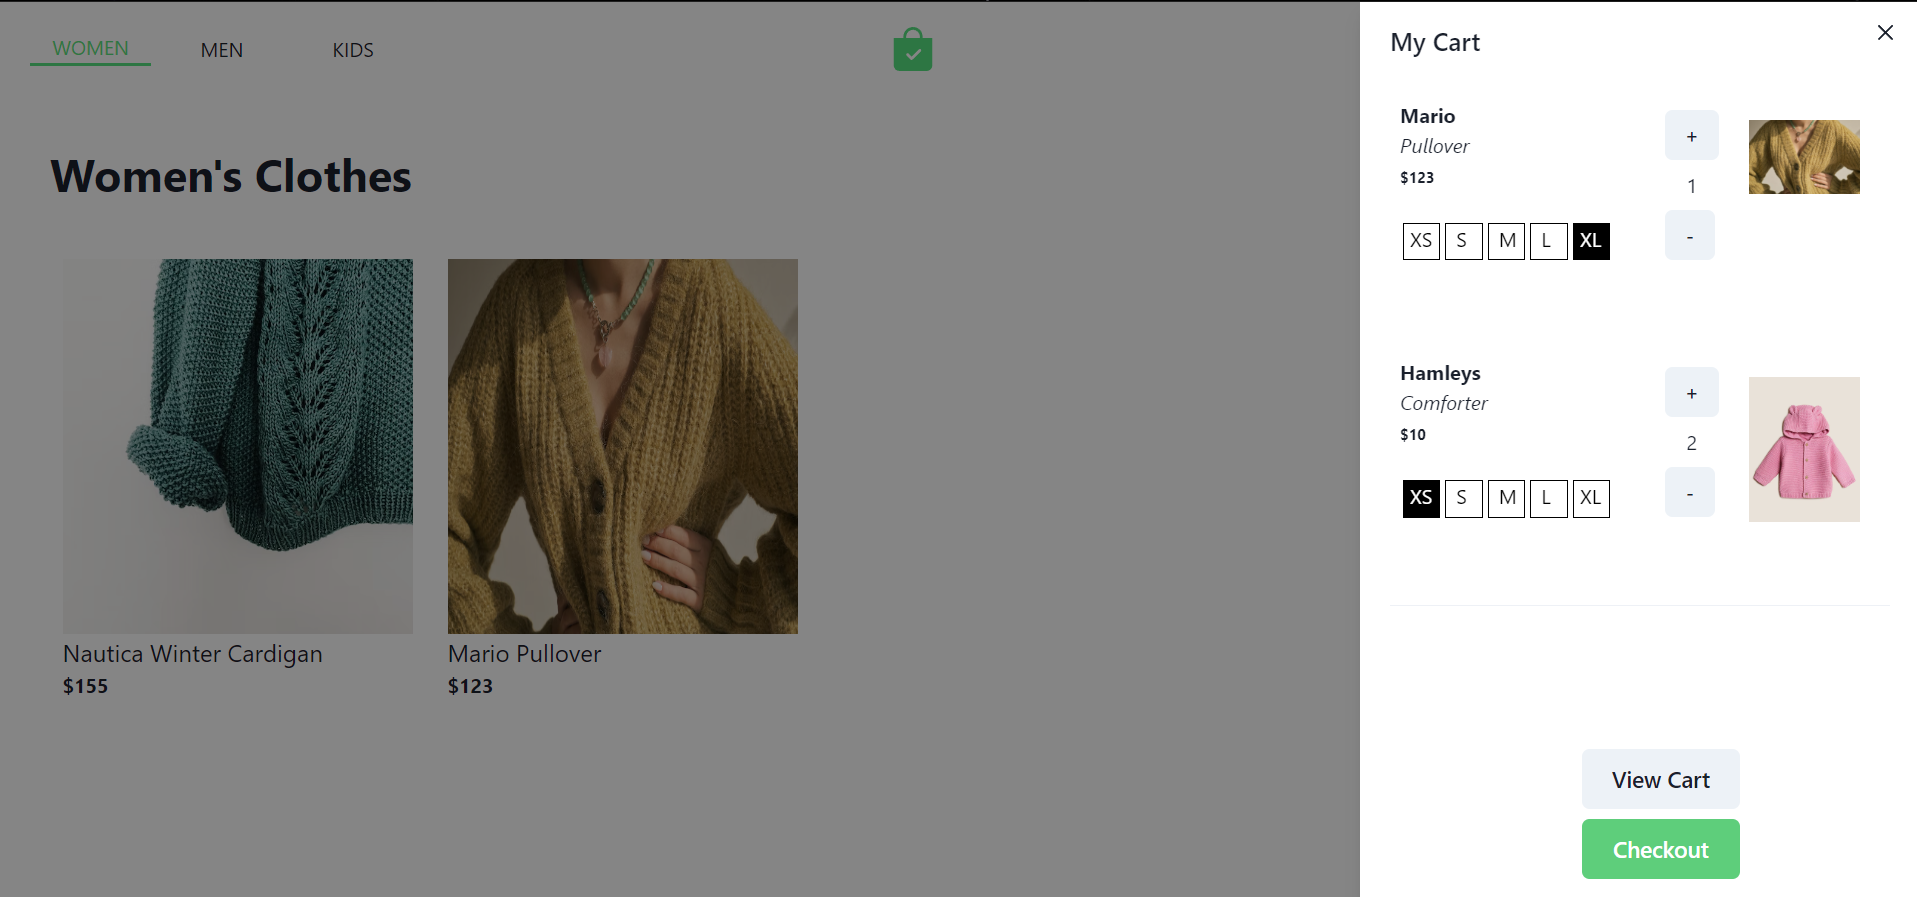 WOMEN MEN KIDS
Women's Clothes
Nautica Winter Cardigan
$155
Mario Pullover
$123
My Cart
Mario
Pullover
$123
XS S M L XL
+
1
-
Hamleys
Comforter
$10
XS S M L XL
+
2
-
View Cart
Checkout